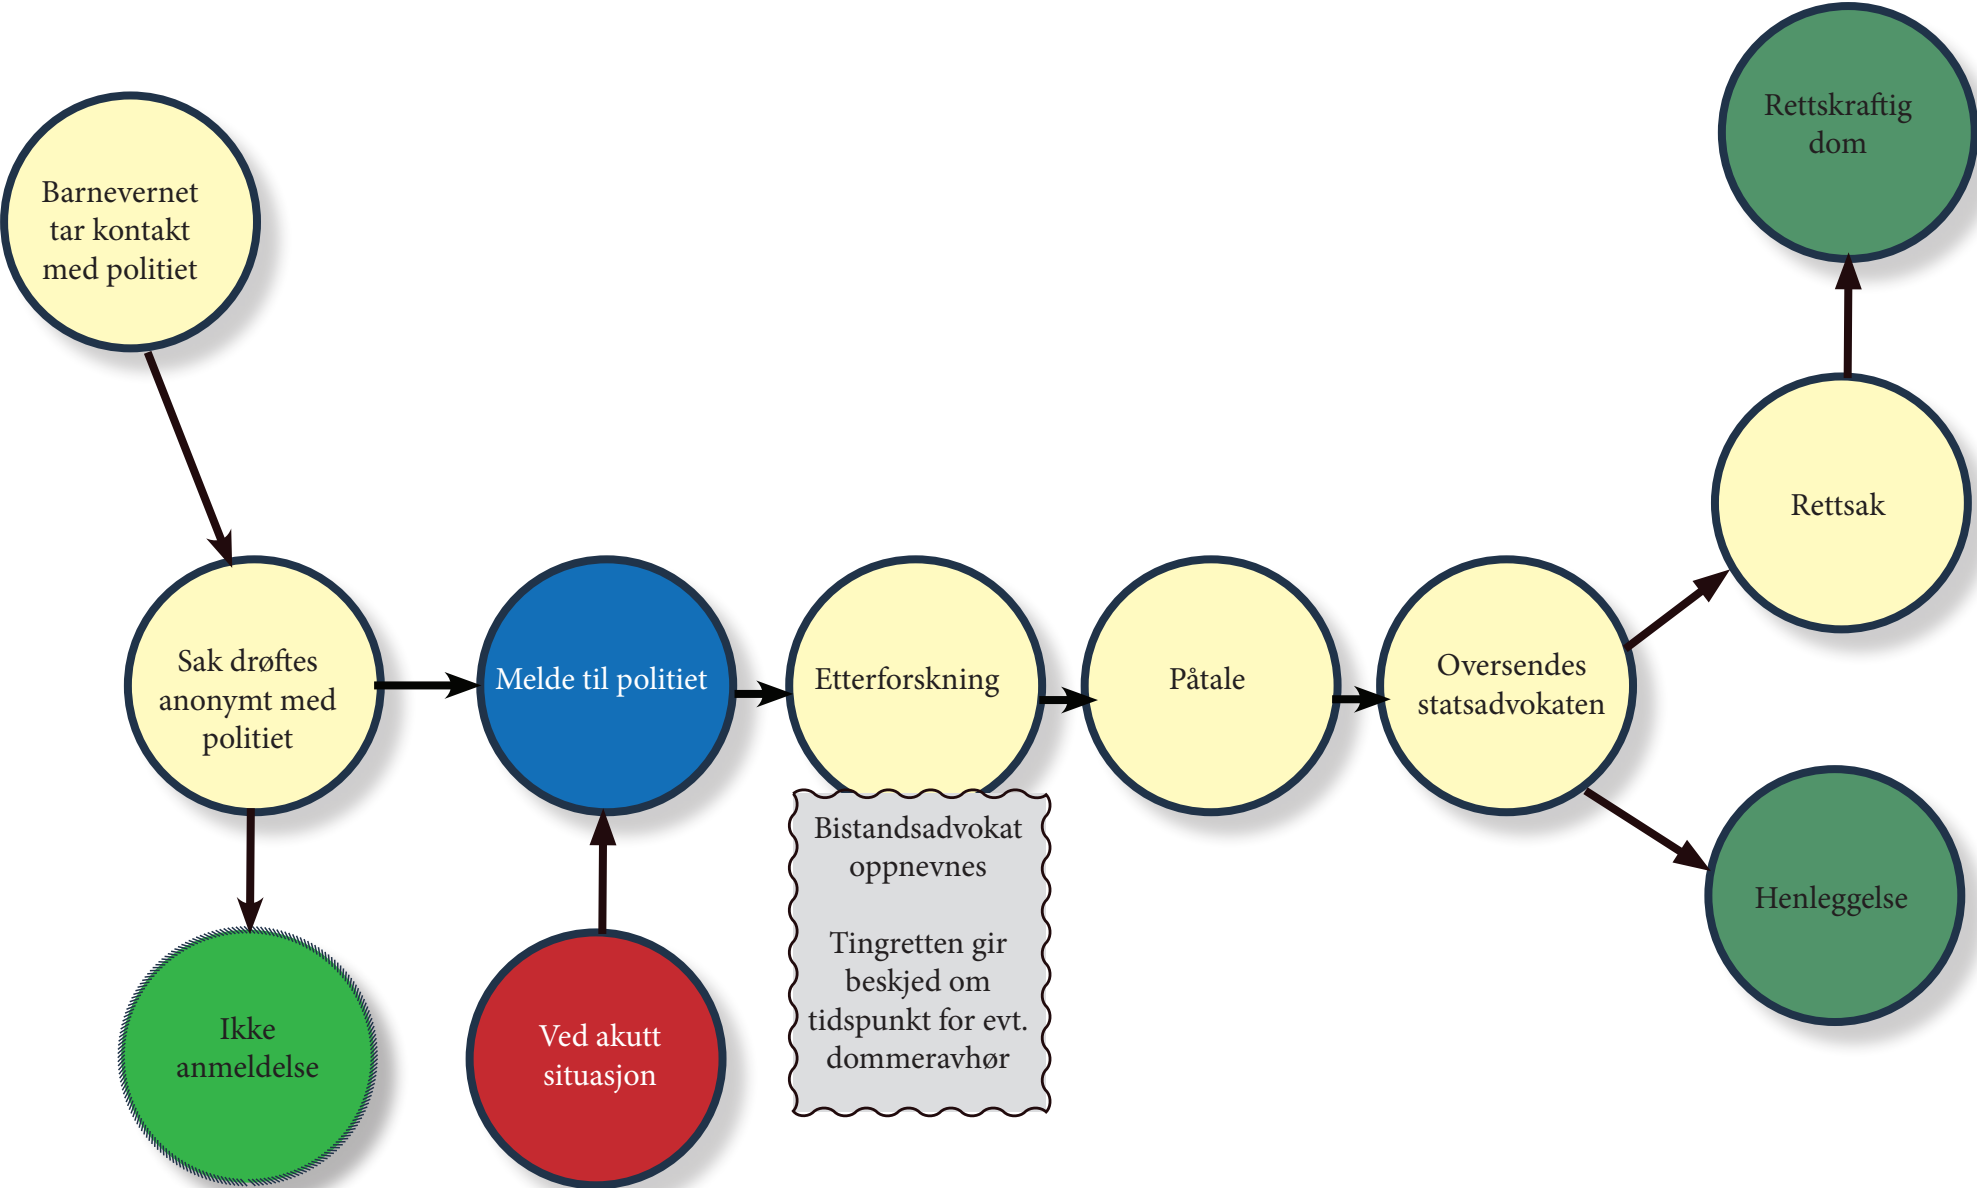 Barnevernet
tar kontakt
med politiet
Sak drøftes
anonymt med
politiet
Ikke
anmeldelse
Melde til politiet
Ved akutt
situasjon
Etterforskning
Bistandsadvokat
oppnevnes
Tingretten gir
beskjed om
tidspunkt for evt.
dommeravhør
Påtale
Oversendes
statsadvokaten
Rettsak
Rettskraftig
dom
Henleggelse